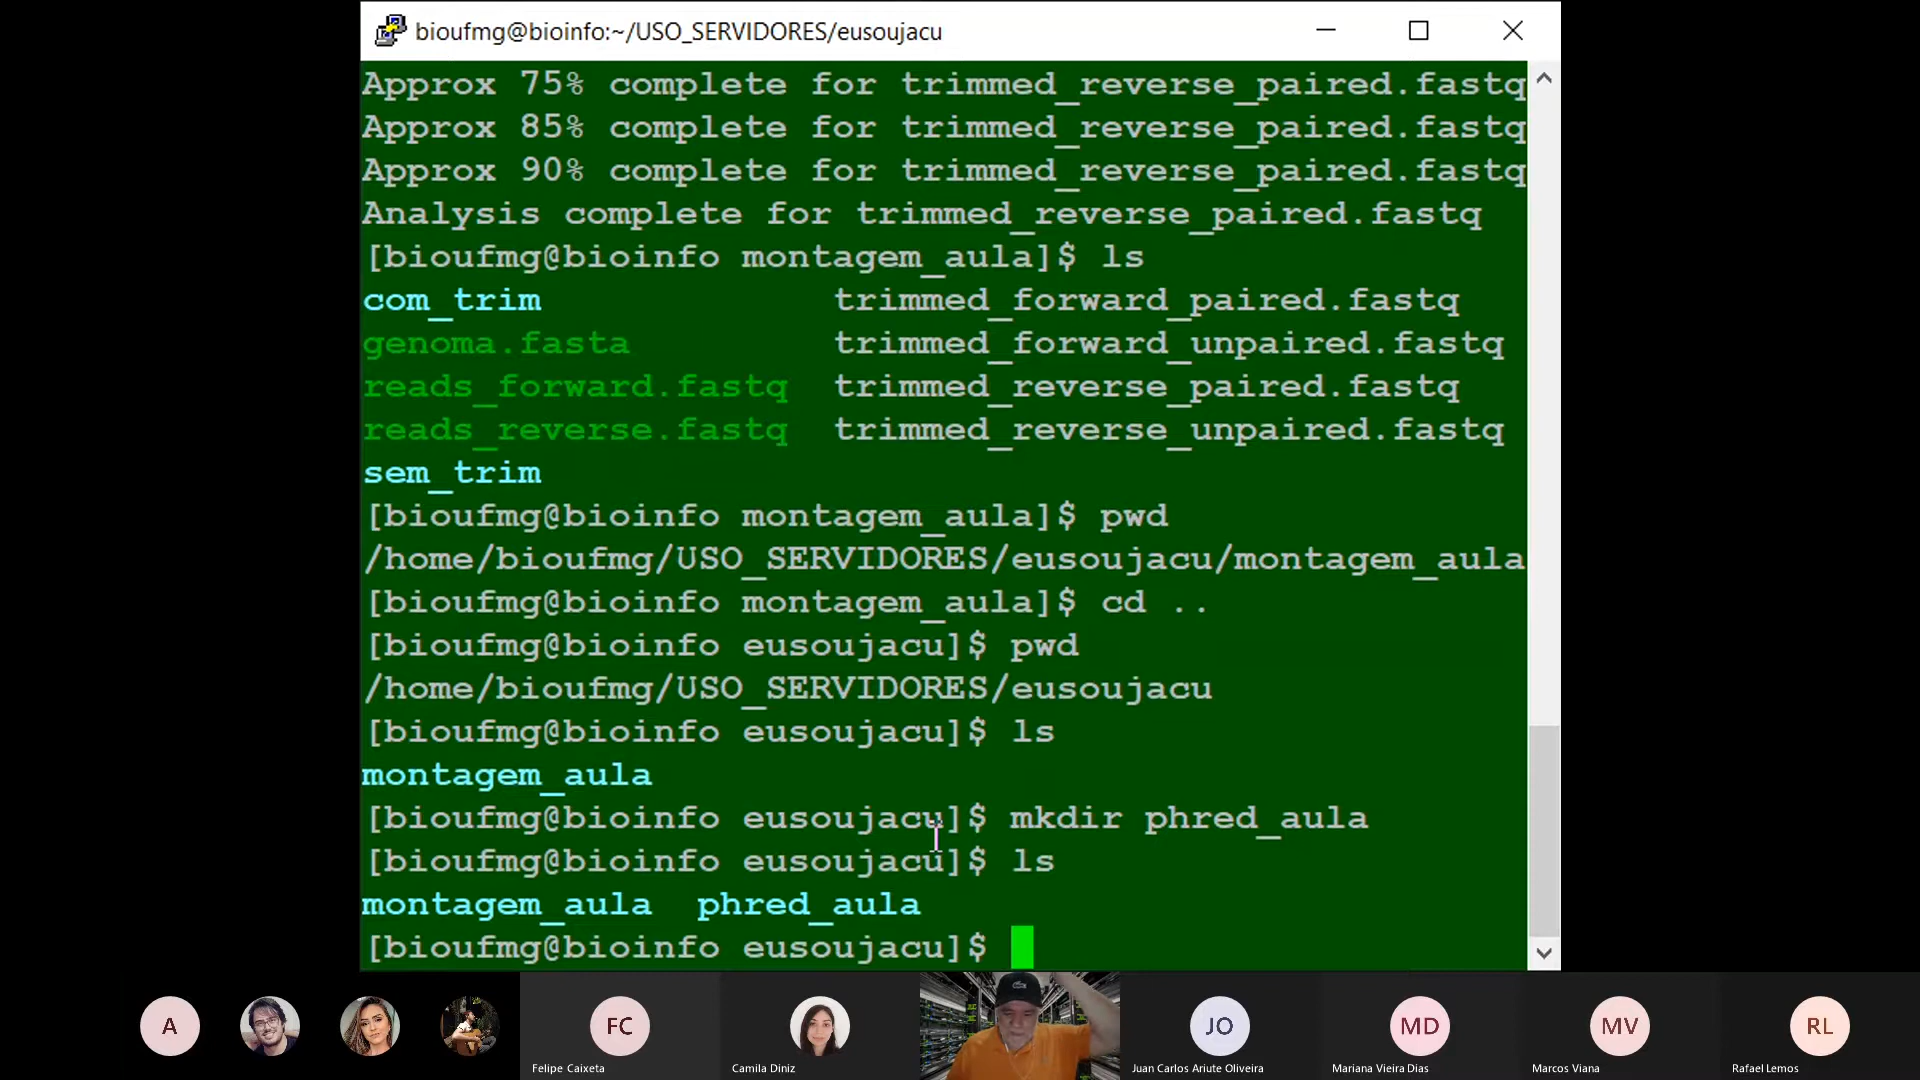 bioufmg@bioinfo:~/USO_SERVIDORES/eusoujacu
Approx 75% complete for trimmed_reverse_paired.fastq
Approx 85% complete for trimmed_reverse_paired.fastq
Approx 90% complete for trimmed_reverse_paired.fastq
Analysis complete for trimmed_reverse_paired.fastq
[bioufmg@bioinfo montagem_aula]$ ls
com_trim trimmed_forward_paired.fastq
genoma.fasta trimmed_forward_unpaired.fastq
reads_forward.fastq trimmed_reverse_paired.fastq
reads_reverse.fastq trimmed_reverse_unpaired.fastq
sem_trim
[bioufmg@bioinfo montagem_aula]$ pwd
/home/bioufmg/USO_SERVIDORES/eusoujacu/montagem_aula
[bioufmg@bioinfo montagem_aula]$ cd ..
[bioufmg@bioinfo eusoujacu]$ pwd
/home/bioufmg/USO_SERVIDORES/eusoujacu
[bioufmg@bioinfo eusoujacu]$ ls
montagem_aula
[bioufmg@bioinfo eusoujacu]$ mkdir phred_aula
[bioufmg@bioinfo eusoujacu]$ ls
montagem_aula phred_aula
[bioufmg@bioinfo eusoujacu]$
A FC JO MD MV RL
Felipe Caixeta Camila Diniz Juan Carlos Ariute Oliveira Mariana Vieira Dias Marcos Viana Rafael Lemos